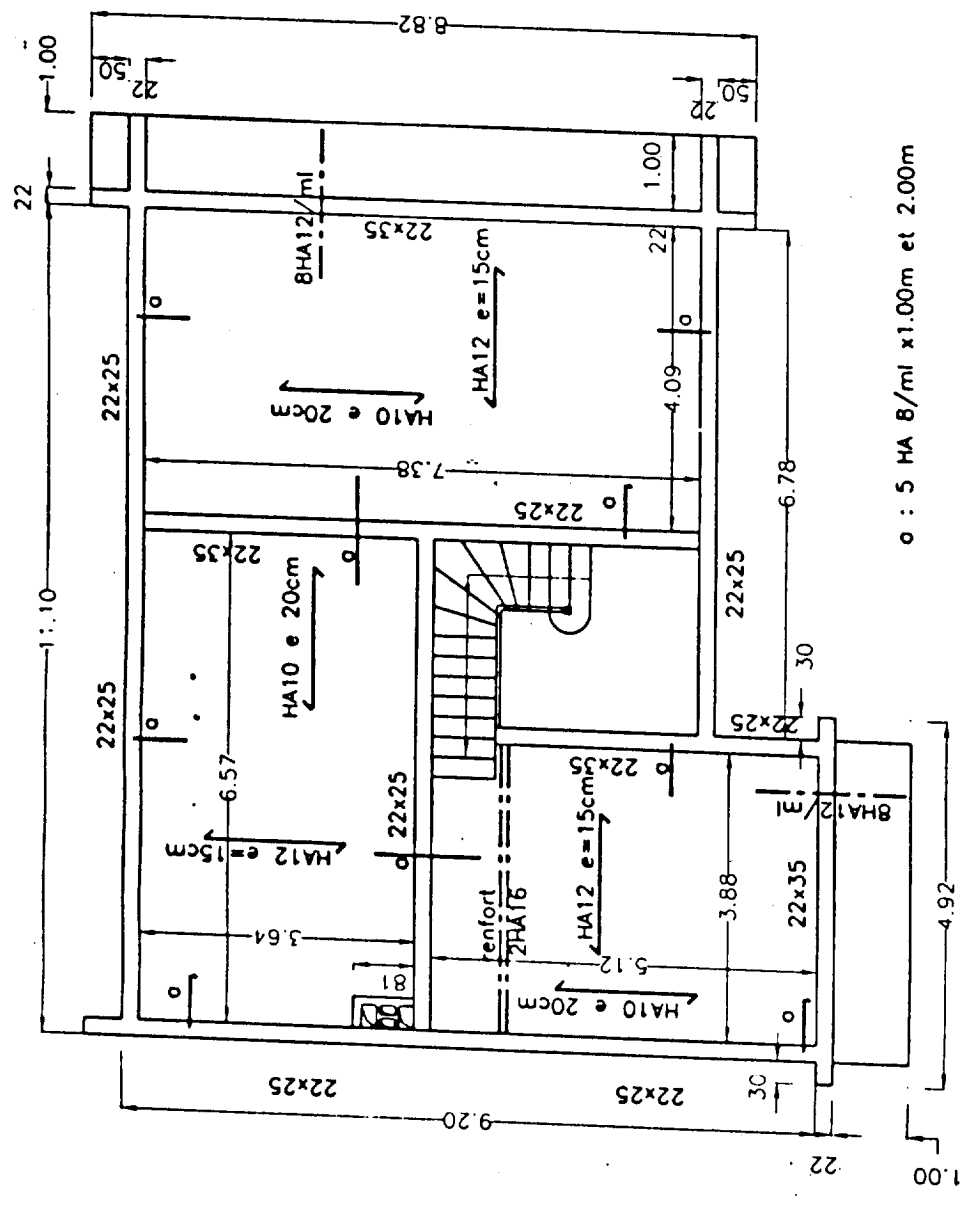 8.82
1.00
50
22
22
50
22
8HA12/ml
1.00
22x35
22
22x25
a
HA12 e=15cm
a
HA10 e 20cm
4.09
7.38
6.78
22x25
a
22x35
a
HA10 e 20cm
22x25
11.10
30
22x25
a
22x25
6.57
22x35
a
22x25
HA12 e=15cm
a
HA12 e=15cm
8HA12/ml
renfort
2HA16
3.88
22x35
4.92
3.64
5.12
81
a
HA10 e 20cm
a
30
22x25
22x25
9.20
22
1.00
a : 5 HA 8/ml x1.00m et 2.00m